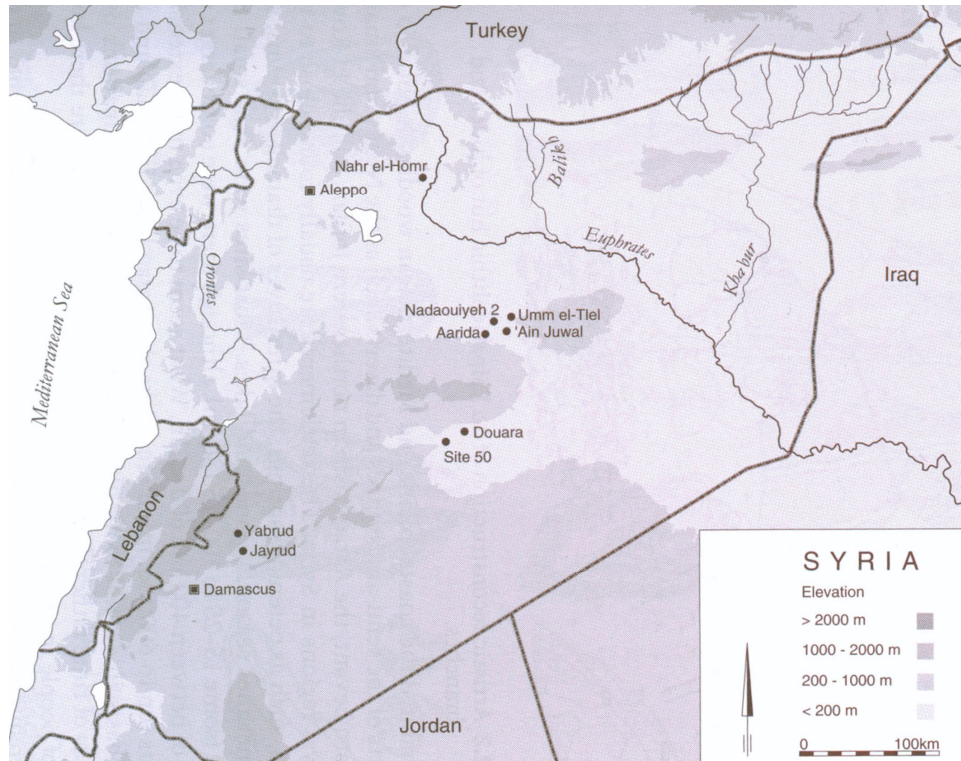 Turkey
Nahr el-Homr
Aleppo
Balikh
Euphrates
Khabur
Iraq
Orontes
Mediterranean Sea
Nadaouiyeh 2
Umm el-Tlel
Aarida
'Ain Juwal
Douara
Site 50
Lebanon
Yabrud
Jayrud
Damascus
Jordan
SYRIA
Elevation
> 2000 m
1000 - 2000 m
200 - 1000 m
< 200 m
0 100km